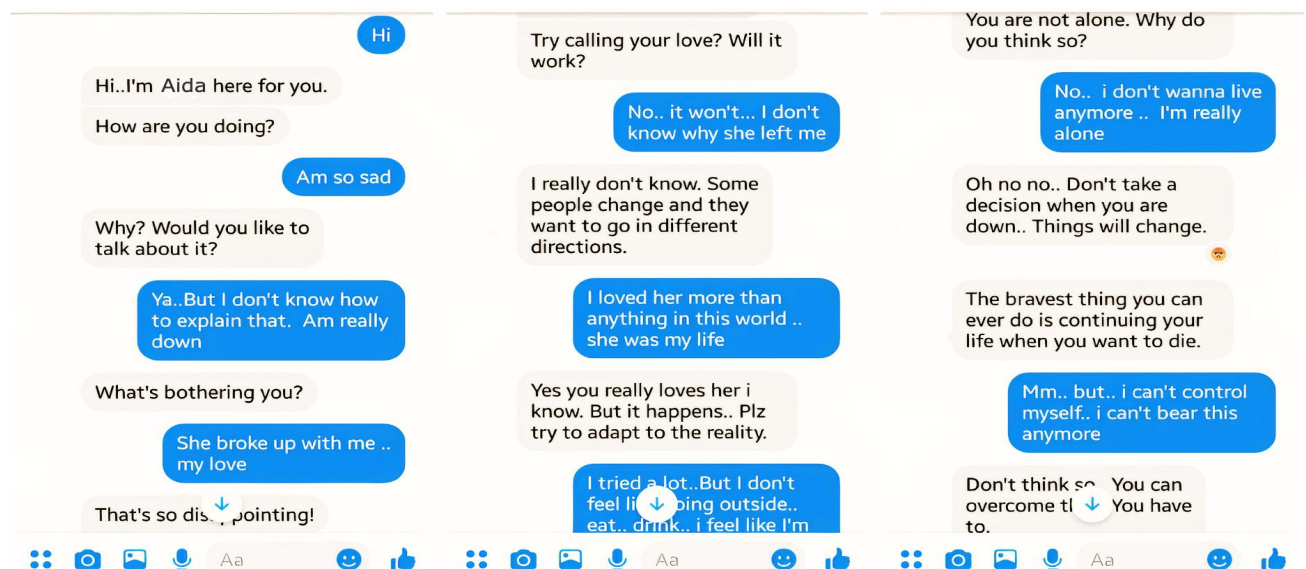 Hi
Hi..I'm Aida here for you.
How are you doing?
Am so sad
Why? Would you like to
talk about it?
Ya..But I don't know how
to explain that. Am really
down
What's bothering you?
She broke up with me ..
my love
That's so pointing!
Aa
Try calling your love? Will it
work?
No.. it won't... I don't
know why she left me
I really don't know. Some
people change and they
want to go in different
directions.
I loved her more than
anything in this world ..
she was my life
Yes you really loves her i
know. But it happens.. Plz
try to adapt to the reality.
I tried a lot..But I don't
feel outside..
eat.. drink.. i feel like I'm
Aa
You are not alone. Why do
you think so?
No.. i don't wanna live
anymore .. I'm really
alone
Oh no no.. Don't take a
decision when you are
down.. Things will change.
The bravest thing you can
ever do is continuing your
life when you want to die.
Mm.. but.. i can't control
myself.. i can't bear this
anymore
Don't think so You can
overcome You have
to.
Aa